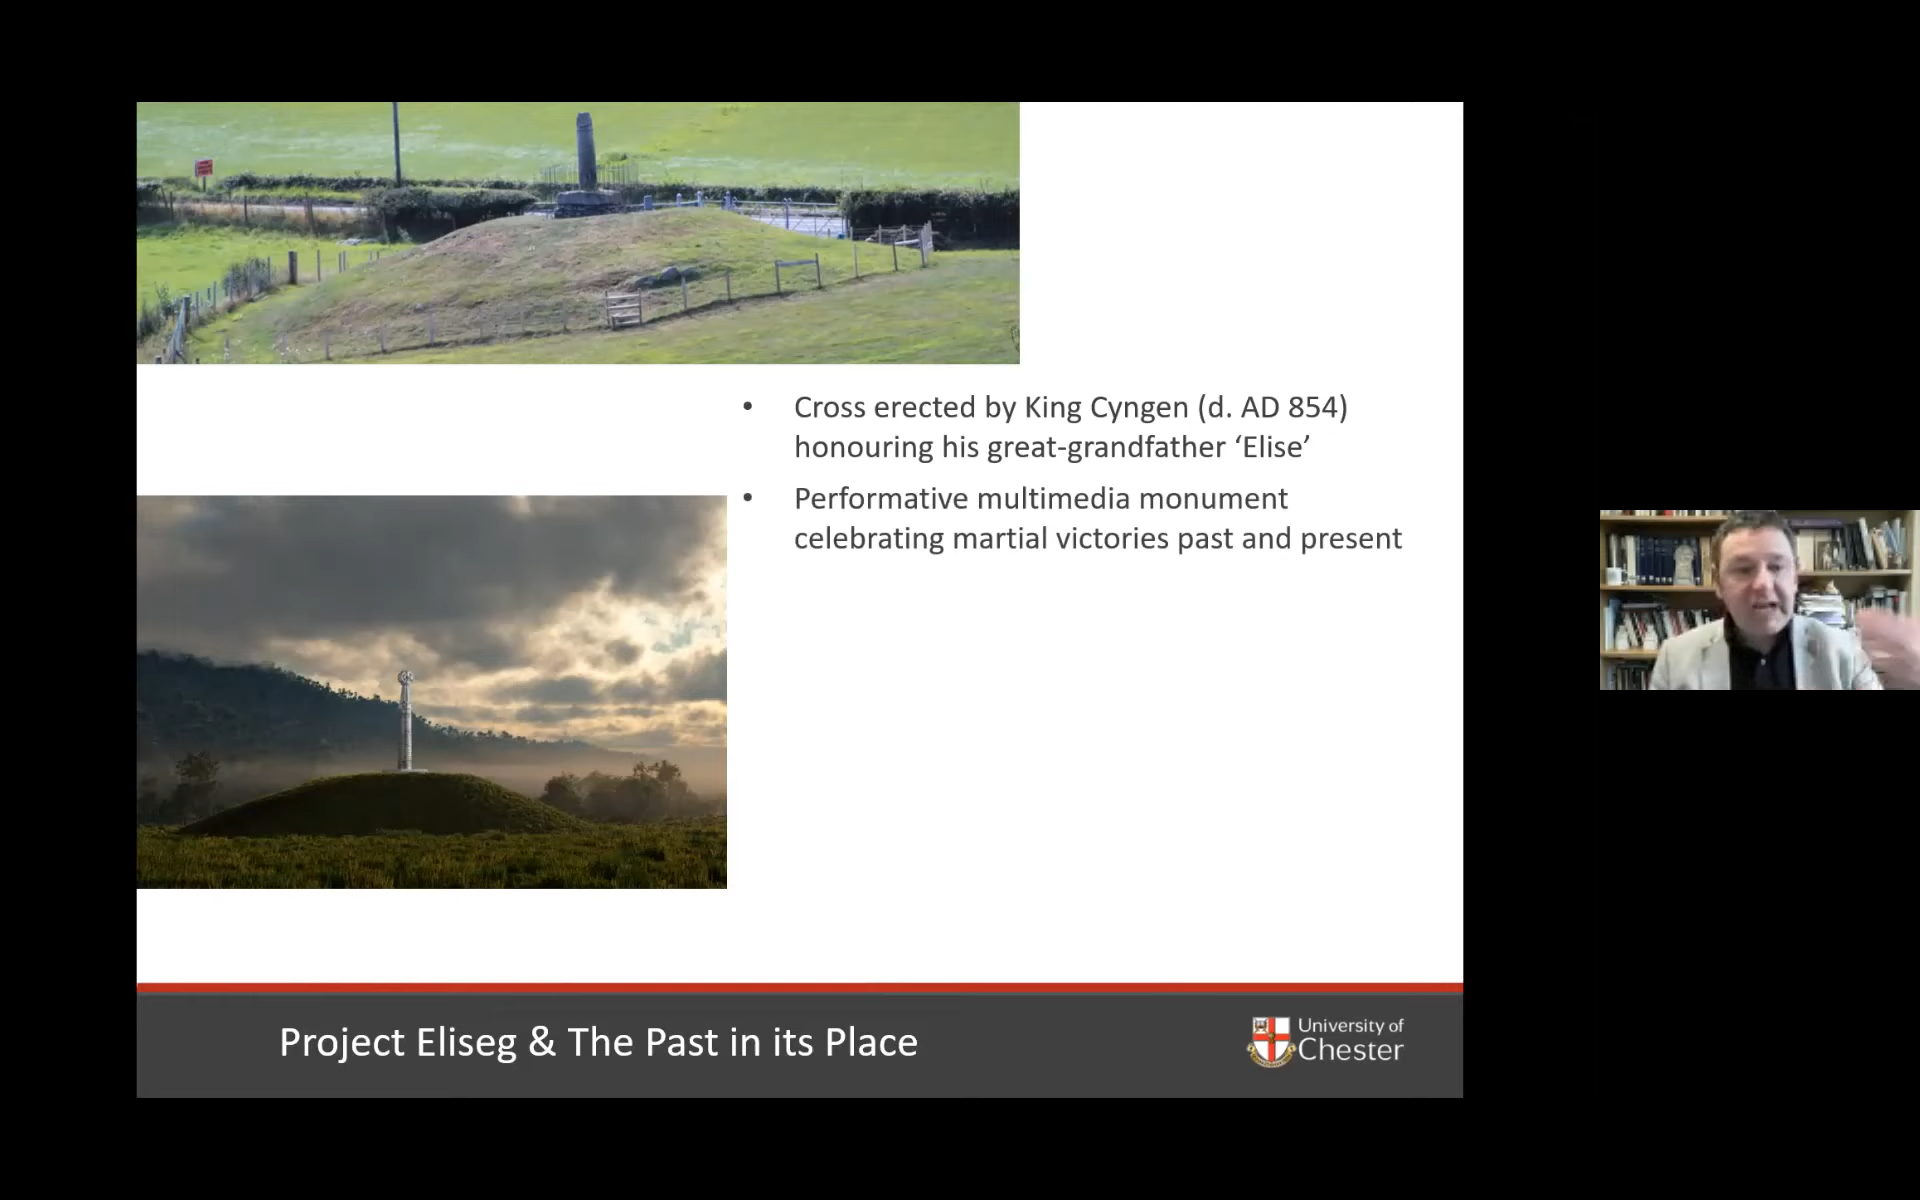 • Cross erected by King Cyngen (d. AD 854)
honouring his great-grandfather ‘Elise’
• Performative multimedia monument
celebrating martial victories past and present
Project Eliseg & The Past in its Place
University of
Chester